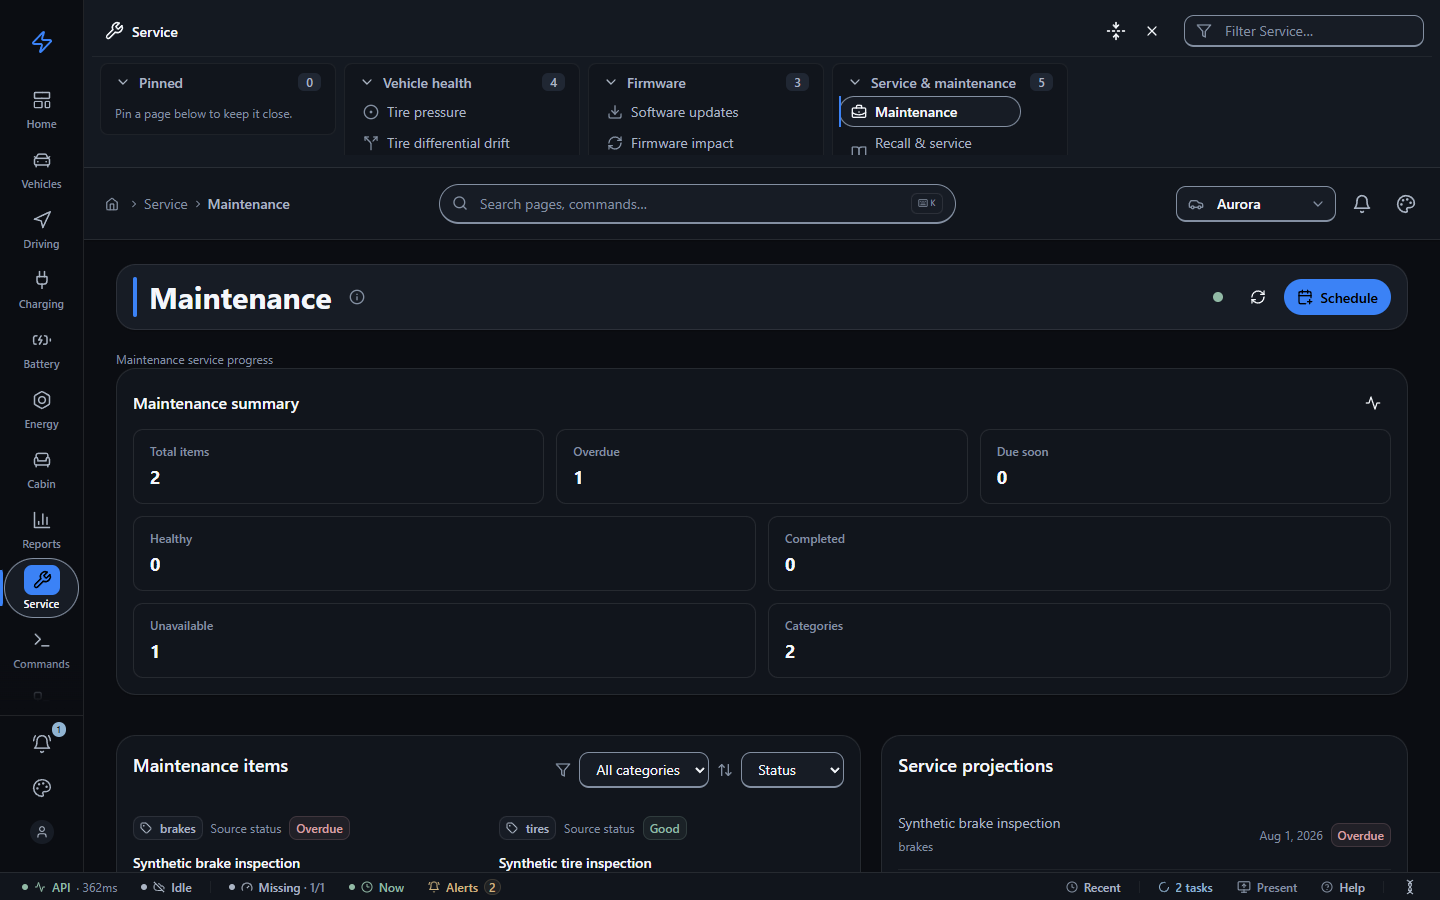 Service
Filter Service...
Pinned 0
Pin a page below to keep it close.
Vehicle health 4
Tire pressure
Tire differential drift
Firmware 3
Software updates
Firmware impact
Service & maintenance 5
Maintenance
Recall & service
Home
Vehicles
Driving
Charging
Battery
Energy
Cabin
Reports
Service
Commands
1
Service
Maintenance
Search pages, commands...
K
Aurora
Maintenance
Schedule
Maintenance service progress
Maintenance summary
Total items
2
Overdue
1
Due soon
0
Healthy
0
Completed
0
Unavailable
1
Categories
2
Maintenance items
All categories
Status
brakes Source status Overdue
Synthetic brake inspection
tires Source status Good
Synthetic tire inspection
Service projections
Synthetic brake inspection
brakes
Aug 1, 2026 Overdue
API · 362ms
Idle
Missing · 1/1
Now
Alerts 2
Recent
2 tasks
Present
Help